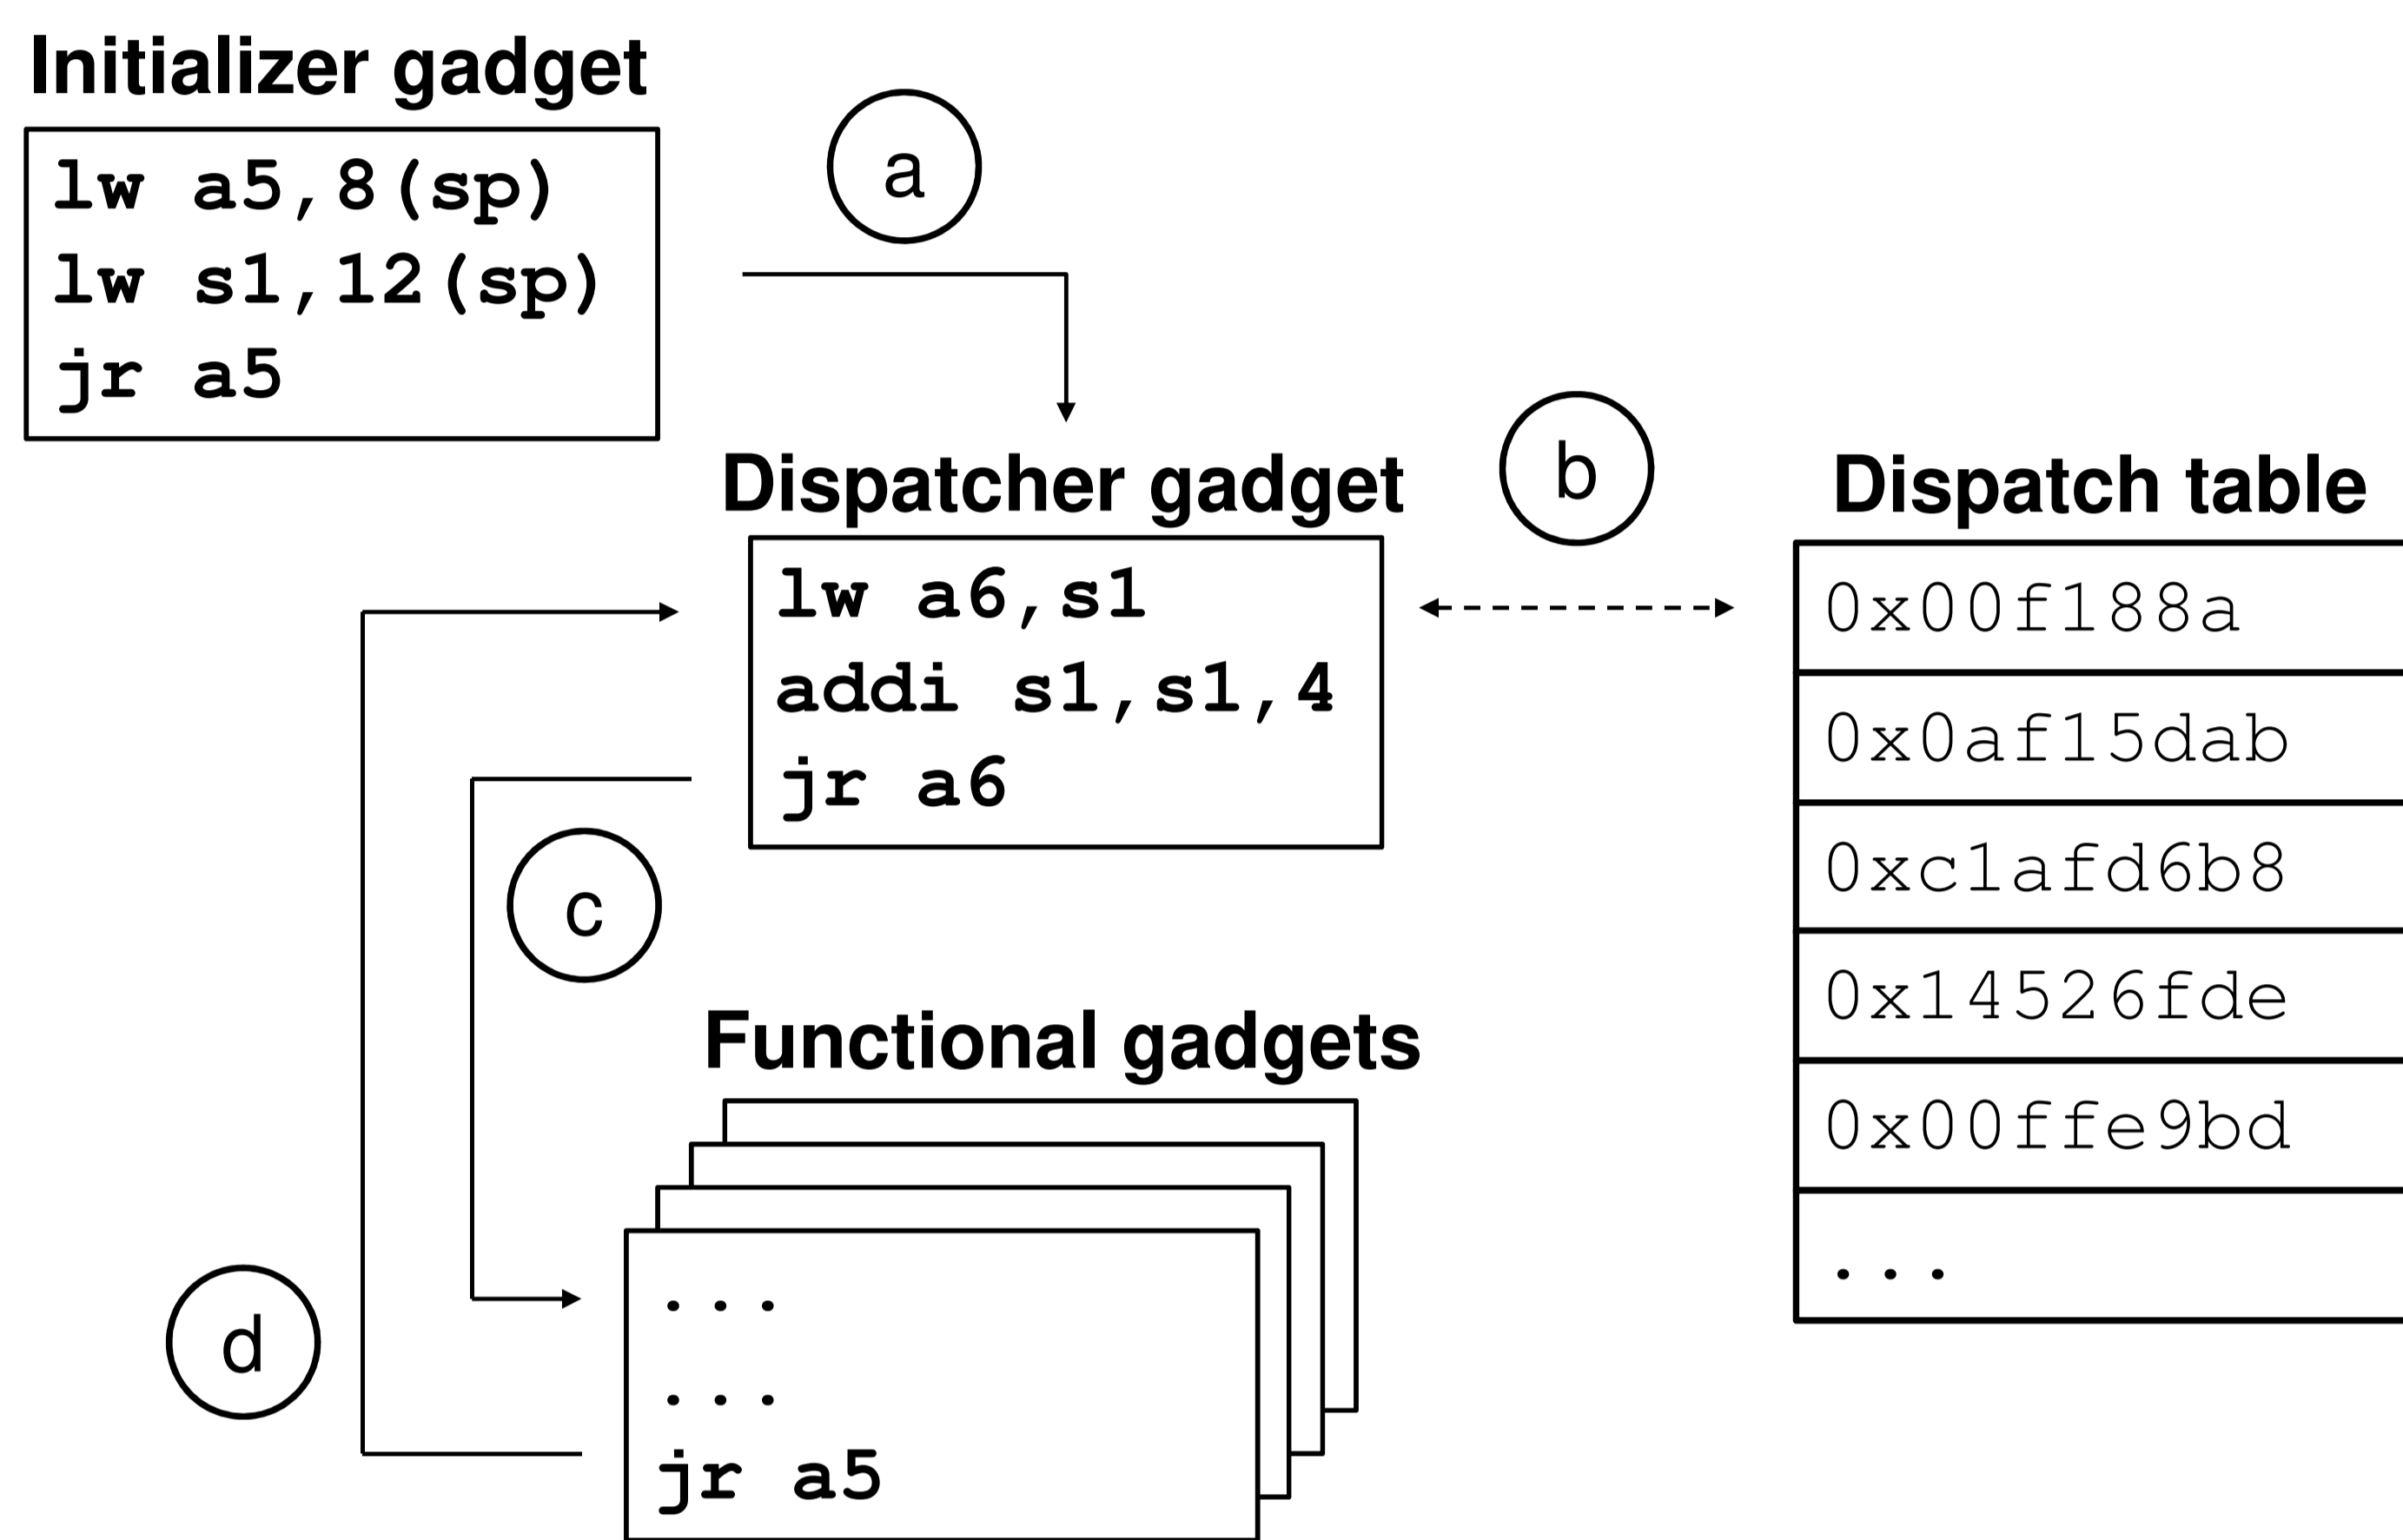 Initializer gadget
lw a5,8(sp)
lw s1,12(sp)
jr a5
a
Dispatcher gadget
lw a6,s1
addi s1,s1,4
jr a6
b
Dispatch table
0x00f188a
0x0af15dab
0xc1afd6b8
0x14526fde
0x00ffe9bd
...
c
Functional gadgets
...
...
jr a5
d